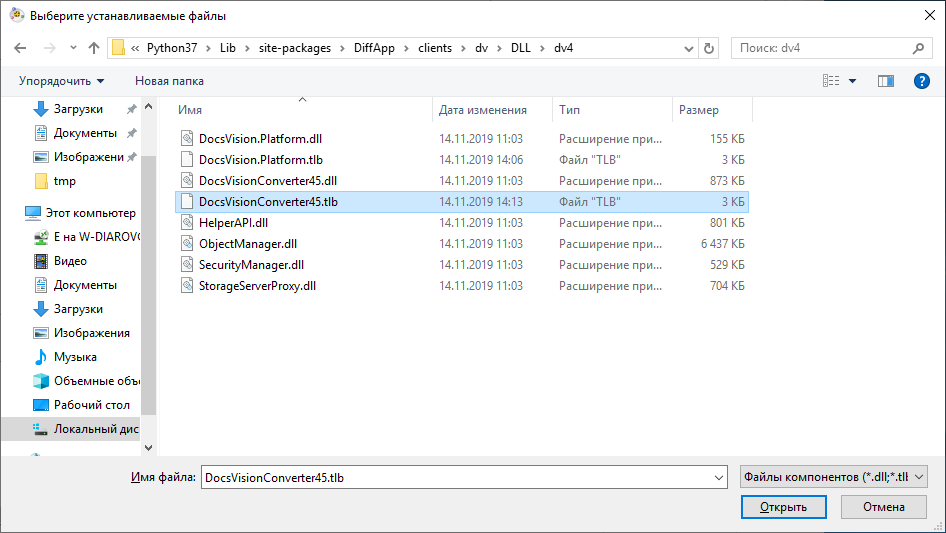 Выберите устанавливаемые файлы
« Python37 › Lib › site-packages › DiffApp › clients › dv › DLL › dv4
Поиск: dv4
Упорядочить
Новая папка
Загрузки
Документы
Изображени
tmp
Этот компьютер
E на W-DIAROVO
Видео
Документы
Загрузки
Изображения
Музыка
Объемные объ
Рабочий стол
Локальный дис
Имя Дата изменения Тип Размер
DocsVision.Platform.dll 14.11.2019 11:03 Расширение при... 155 КБ
DocsVision.Platform.tlb 14.11.2019 14:06 Файл "TLB" 3 КБ
DocsVisionConverter45.dll 14.11.2019 11:03 Расширение при... 873 КБ
DocsVisionConverter45.tlb 14.11.2019 14:13 Файл "TLB" 3 КБ
HelperAPI.dll 14.11.2019 11:03 Расширение при... 801 КБ
ObjectManager.dll 14.11.2019 11:03 Расширение при... 6 437 КБ
SecurityManager.dll 14.11.2019 11:03 Расширение при... 529 КБ
StorageServerProxy.dll 14.11.2019 11:03 Расширение при... 704 КБ
Имя файла: DocsVisionConverter45.tlb
Файлы компонентов (*.dll;*.tlb
Открыть
Отмена